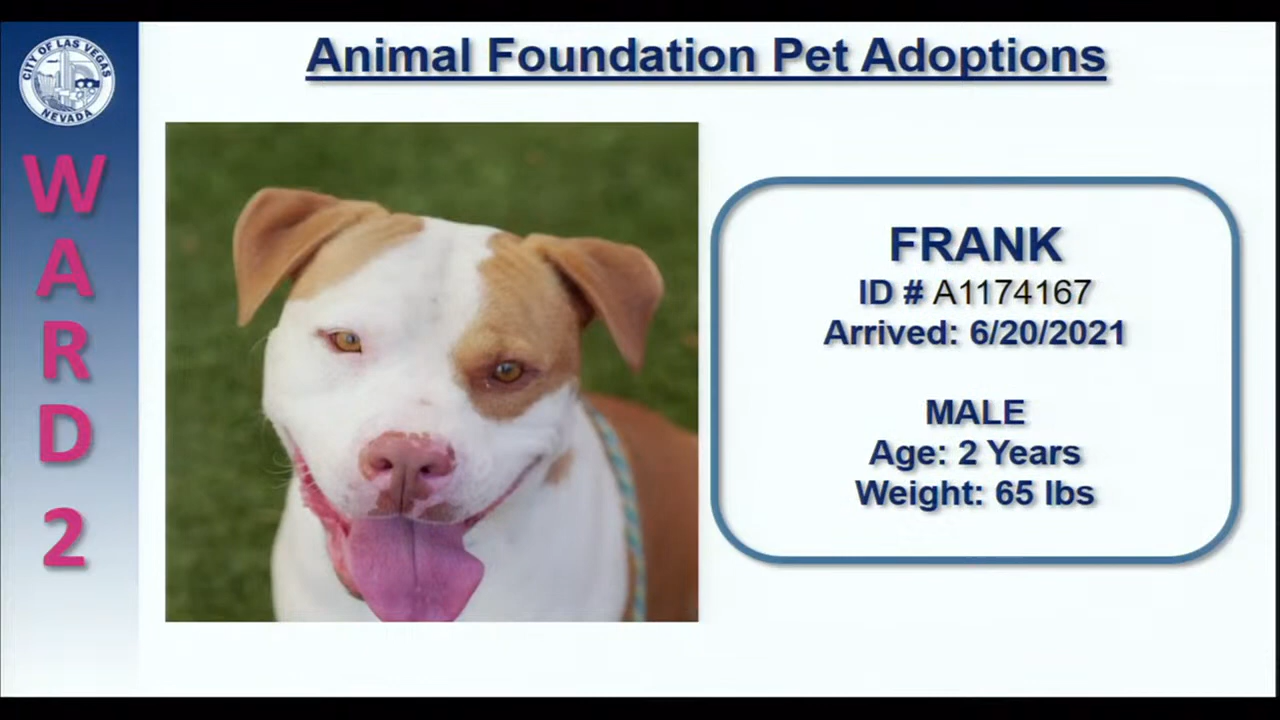 CITY OF LAS VEGAS
NEVADA
WARD 2
Animal Foundation Pet Adoptions
FRANK
ID # A1174167
Arrived: 6/20/2021
MALE
Age: 2 Years
Weight: 65 lbs